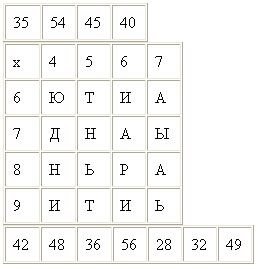 35 54 45 40
x 4 5 6 7
6 Ю Т И А
7 Д Н А Ы
8 Н Ь Р А
9 И Т И Ь
42 48 36 56 28 32 49